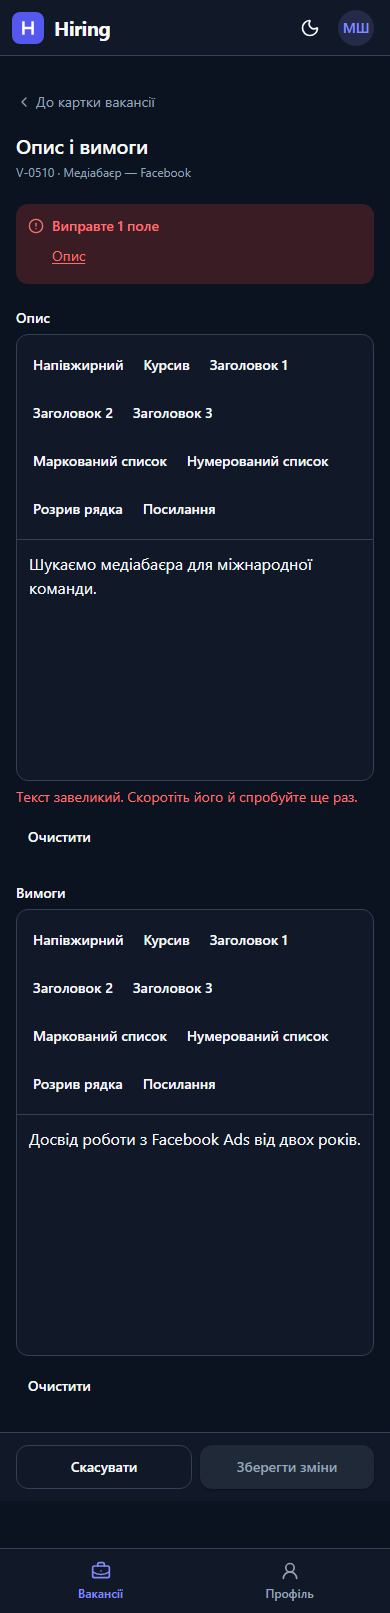 H Hiring МШ
До картки вакансії
Опис і вимоги
V-0510 · Медіабаєр — Facebook
Виправте 1 поле
Опис
Опис
Напівжирний Курсив Заголовок 1
Заголовок 2 Заголовок 3
Маркований список Нумерований список
Розрив рядка Посилання
Шукаємо медіабаєра для міжнародної
команди.
Текст завеликий. Скоротіть його й спробуйте ще раз.
Очистити
Вимоги
Напівжирний Курсив Заголовок 1
Заголовок 2 Заголовок 3
Маркований список Нумерований список
Розрив рядка Посилання
Досвід роботи з Facebook Ads від двох років.
Очистити
Скасувати Зберегти зміни
Вакансії Профіль